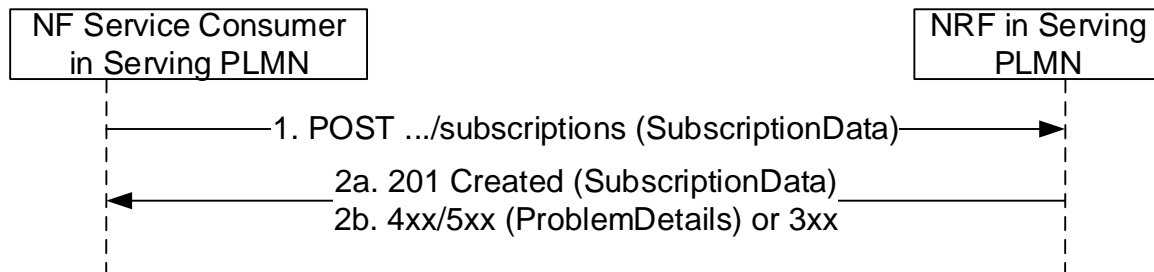 NF Service Consumer
in Serving PLMN
NRF in Serving
PLMN
1. POST .../subscriptions (SubscriptionData)
2a. 201 Created (SubscriptionData)
2b. 4xx/5xx (ProblemDetails) or 3xx